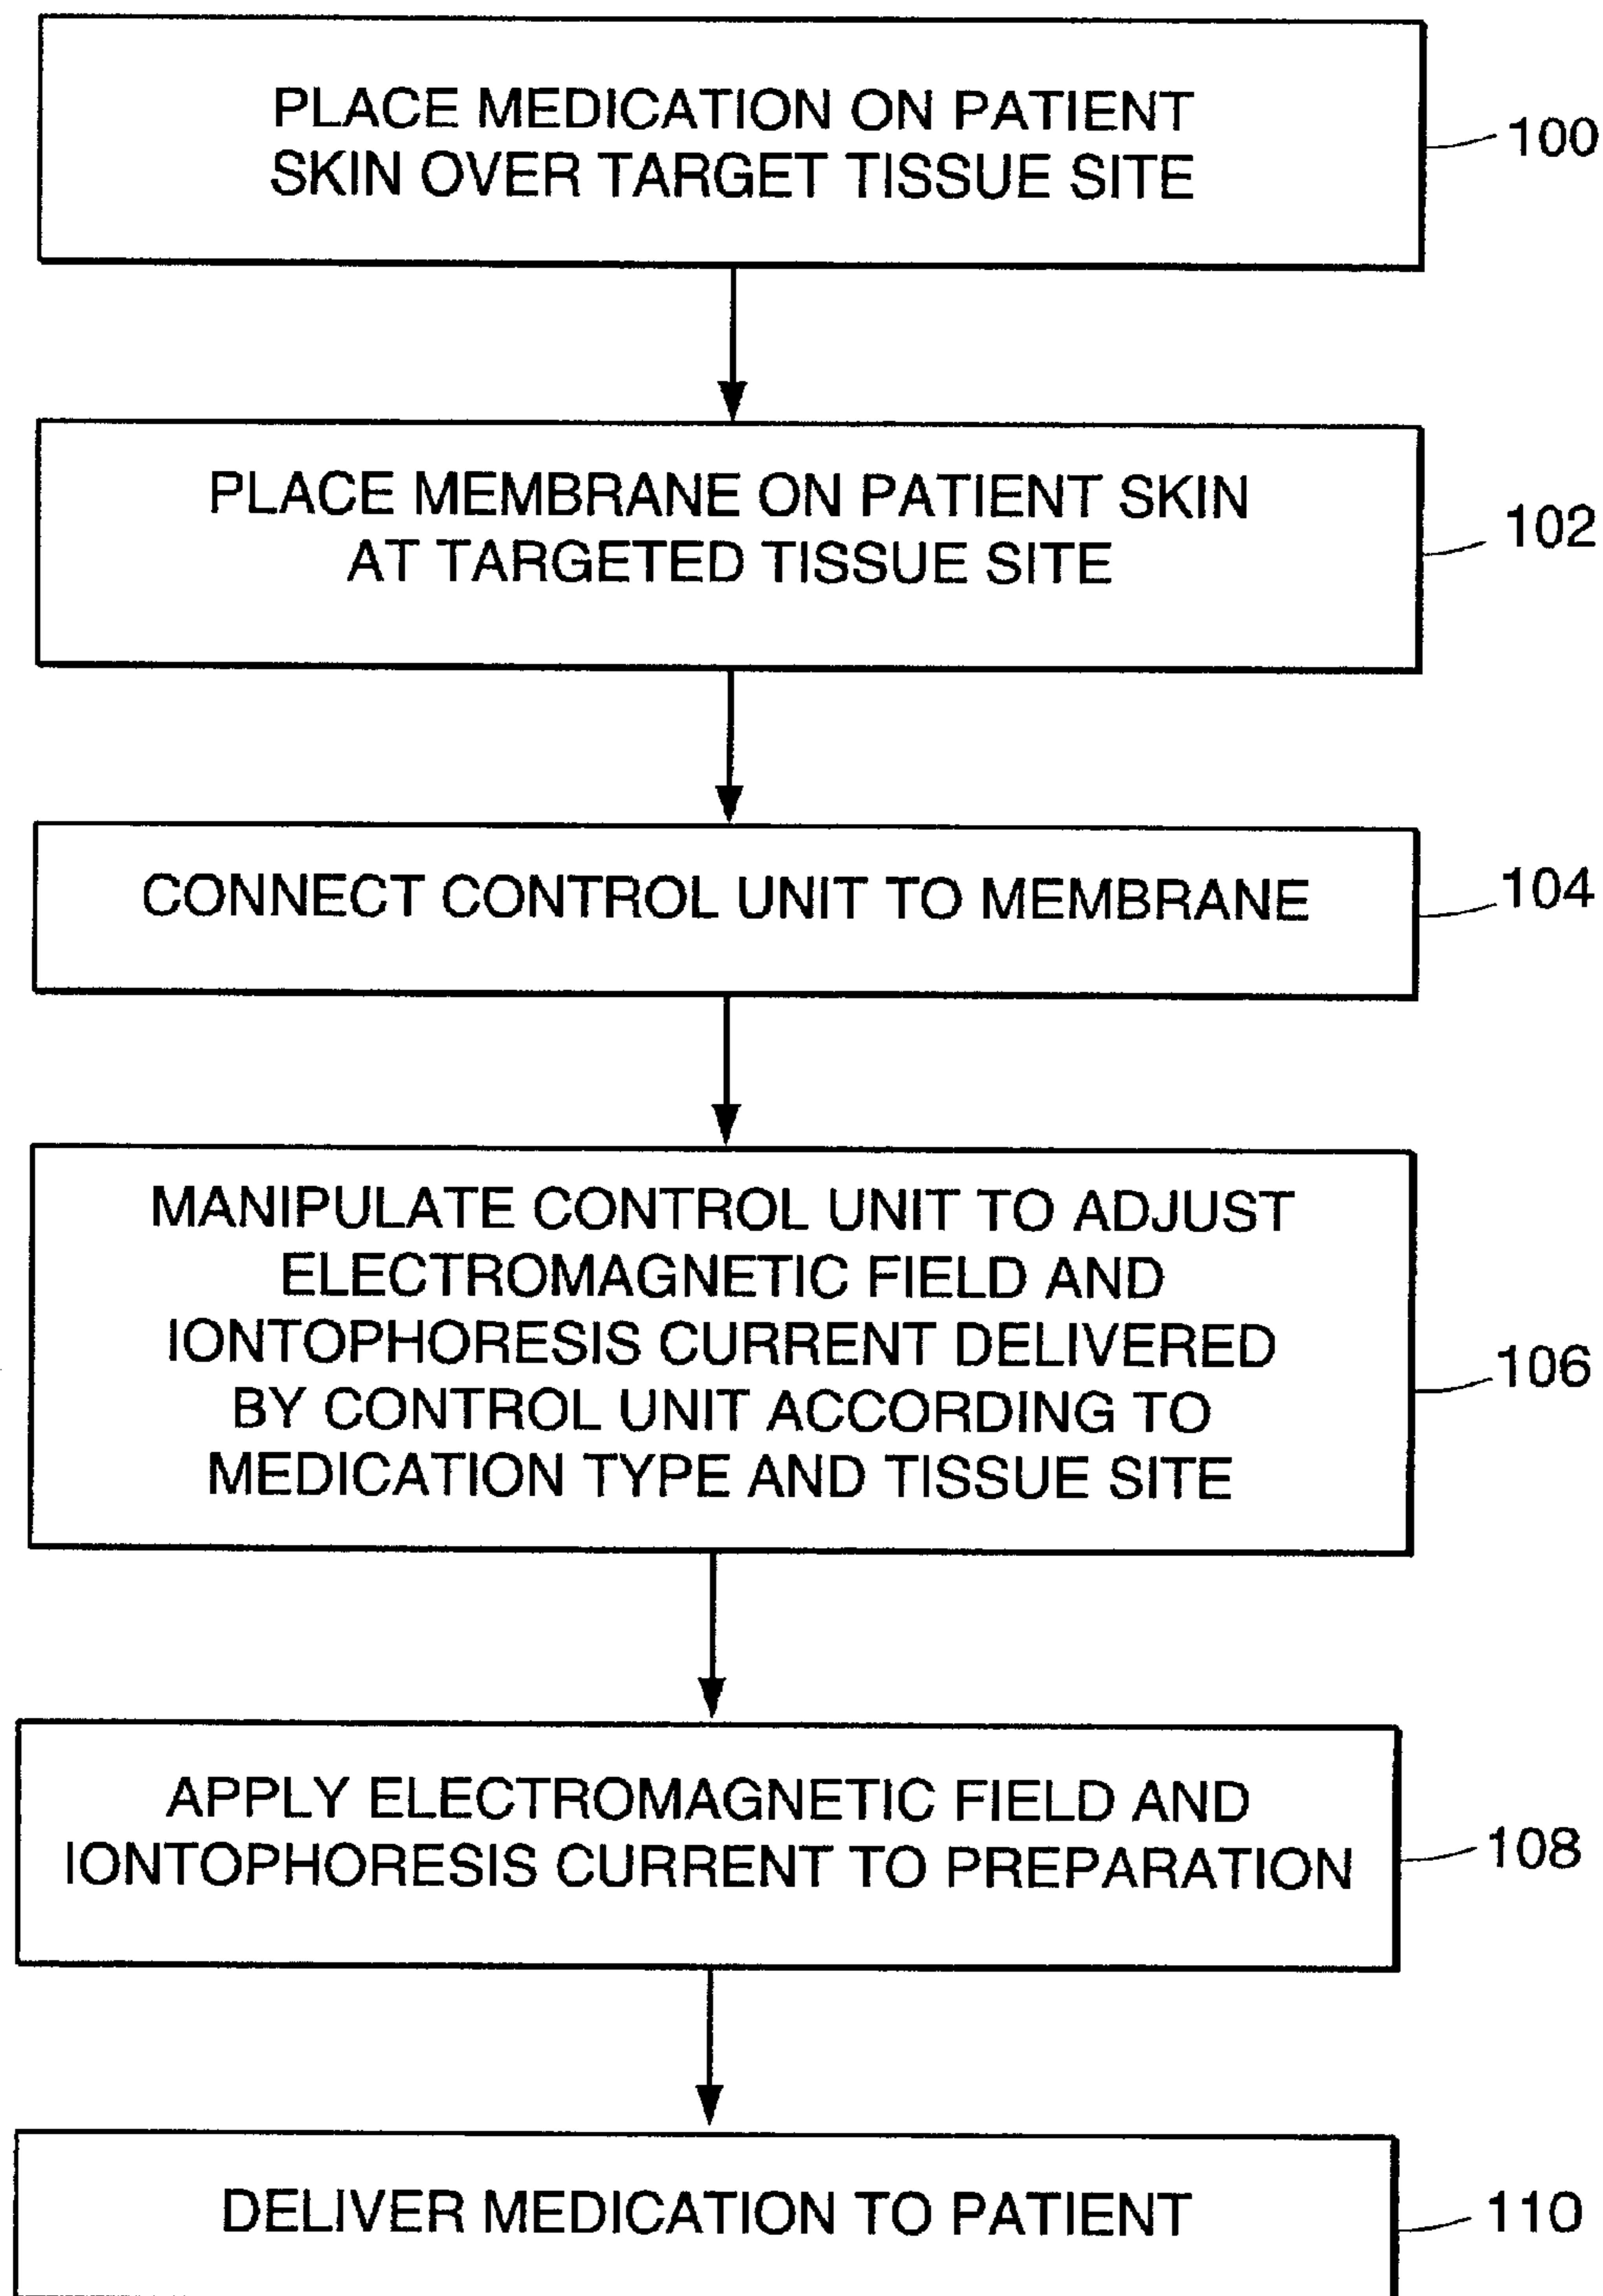 PLACE MEDICATION ON PATIENT
SKIN OVER TARGET TISSUE SITE
100
PLACE MEMBRANE ON PATIENT SKIN
AT TARGETED TISSUE SITE
102
CONNECT CONTROL UNIT TO MEMBRANE
104
MANIPULATE CONTROL UNIT TO ADJUST
ELECTROMAGNETIC FIELD AND
IONTOPHORESIS CURRENT DELIVERED
BY CONTROL UNIT ACCORDING TO
MEDICATION TYPE AND TISSUE SITE
106
APPLY ELECTROMAGNETIC FIELD AND
IONTOPHORESIS CURRENT TO PREPARATION
108
DELIVER MEDICATION TO PATIENT
110